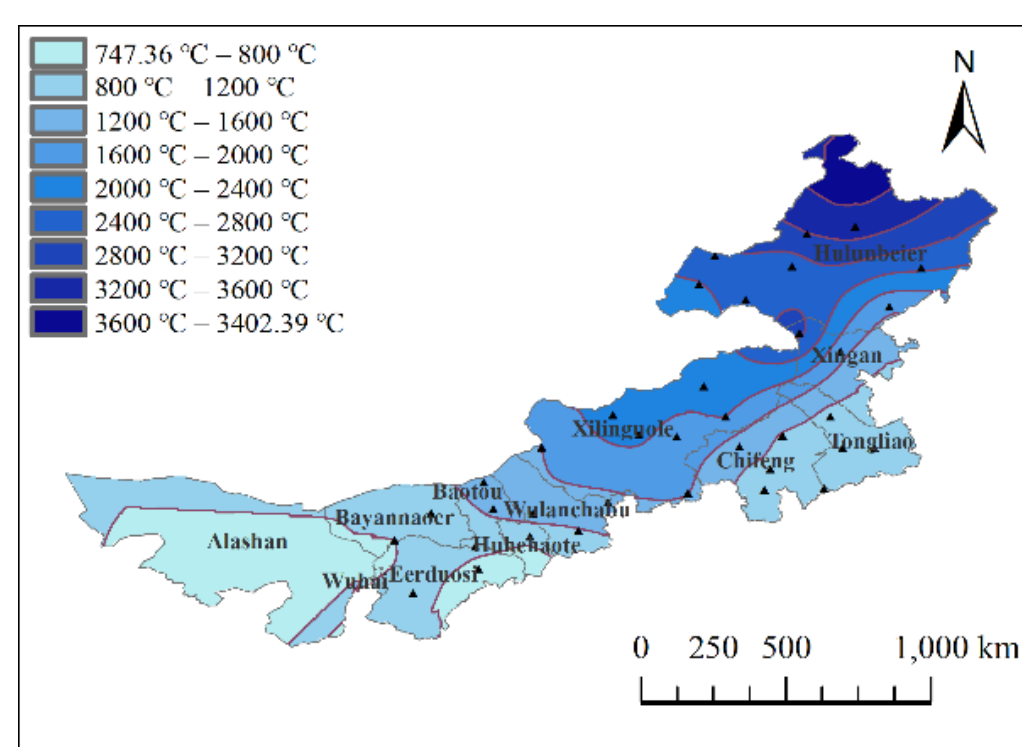 747.36 ℃ – 800 ℃
800 ℃ 1200 ℃
1200 ℃ – 1600 ℃
1600 ℃ – 2000 ℃
2000 ℃ – 2400 ℃
2400 ℃ – 2800 ℃
2800 ℃ – 3200 ℃
3200 ℃ – 3600 ℃
3600 ℃ – 3402.39 ℃
N
Hulunbeier
Xingan
Xilinguole
Tongliao
Chifeng
Baotou
Wulanchabu
Bayannaoer
Alashan
Huhehaote
Wuhai
Eerduosi
0 250 500 1,000 km